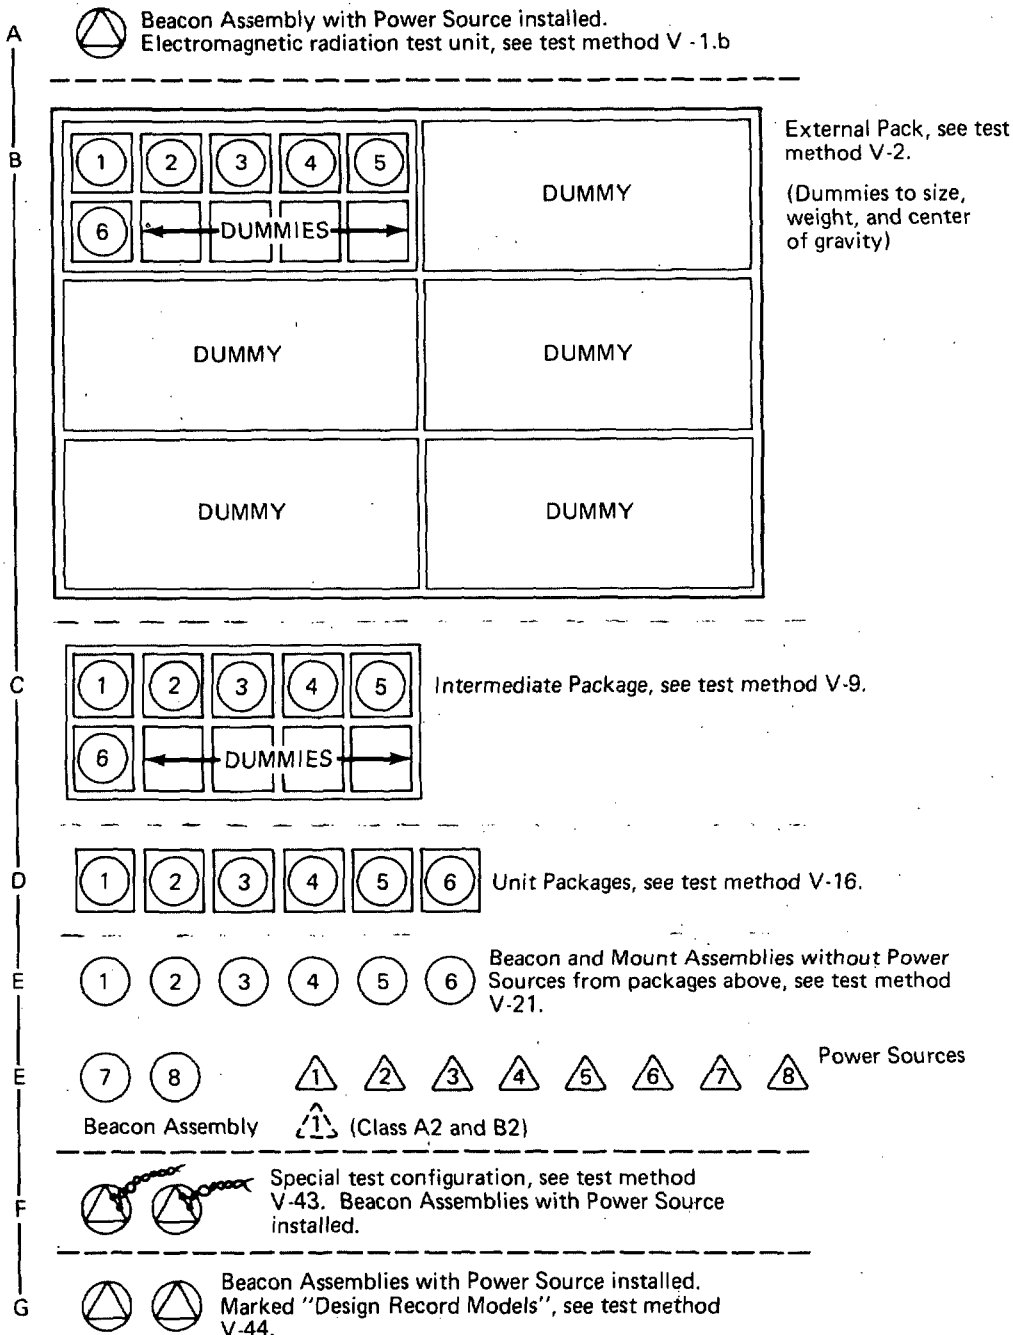 A
Beacon Assembly with Power Source installed.
Electromagnetic radiation test unit, see test method V -1.b
B
1 2 3 4 5
6 DUMMIES
DUMMY
External Pack, see test
method V-2.
(Dummies to size,
weight, and center
of gravity)
DUMMY DUMMY
DUMMY DUMMY
C
1 2 3 4 5
6 DUMMIES
Intermediate Package, see test method V-9.
D
1 2 3 4 5 6
Unit Packages, see test method V-16.
E
1 2 3 4 5 6
Beacon and Mount Assemblies without Power
Sources from packages above, see test method
V-21.
E
7 8
1 2 3 4 5 6 7 8
Power Sources
Beacon Assembly
1 (Class A2 and B2)
F
Special test configuration, see test method
V-43. Beacon Assemblies with Power Source
installed.
G
Beacon Assemblies with Power Source installed.
Marked "Design Record Models", see test method
V-44.